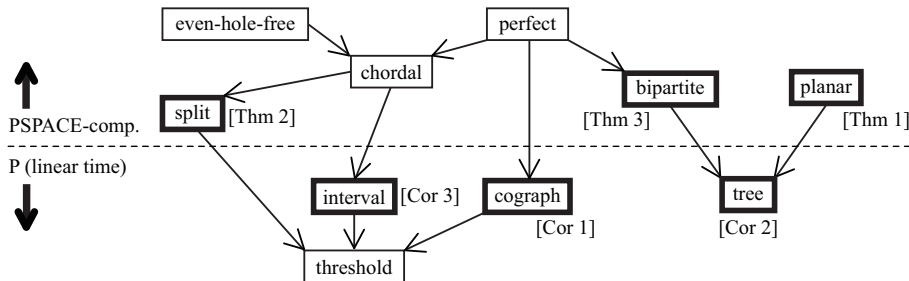 even-hole-free
perfect
chordal
bipartite
planar
split
[Thm 2]
[Thm 3]
[Thm 1]
PSPACE-comp.
P (linear time)
interval
[Cor 3]
cograph
tree
[Cor 1]
[Cor 2]
threshold